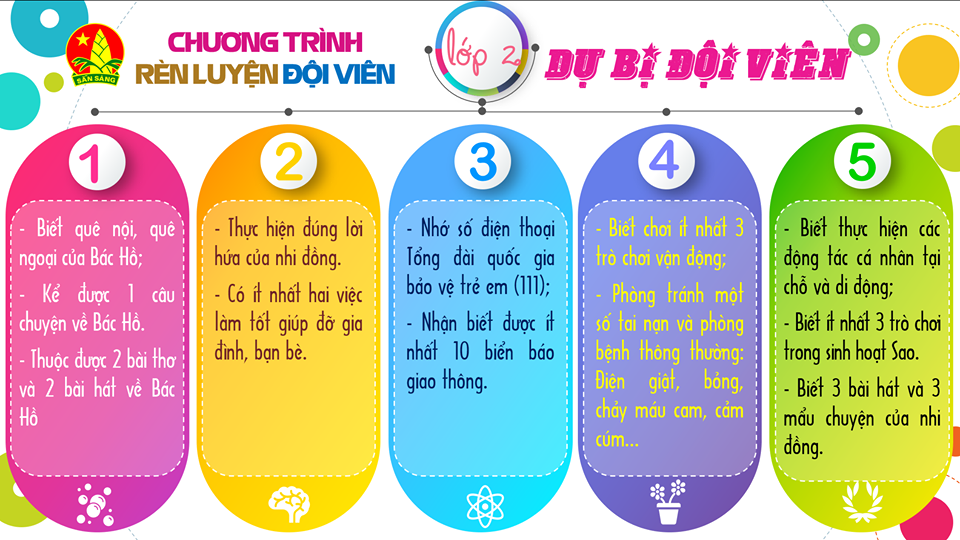 SẴN SÀNG
CHƯƠNG TRÌNH
RÈN LUYỆN ĐỘI VIÊN
lớp 2
DỰ BỊ ĐỘI VIÊN
1
- Biết quê nội, quê
ngoại của Bác Hồ;
- Kể được 1 câu
chuyện về Bác Hồ.
- Thuộc được 2 bài thơ
và 2 bài hát về Bác
Hồ
2
- Thực hiện đúng lời
hứa của nhi đồng.
- Có ít nhất hai việc
làm tốt giúp đỡ gia
đình, bạn bè.
3
- Nhớ số điện thoại
Tổng đài quốc gia
bảo vệ trẻ em (111);
- Nhận biết được ít
nhất 10 biển báo
giao thông.
4
- Biết chơi ít nhất 3
trò chơi vận động;
- Phòng tránh một
số tai nạn và phòng
bệnh thông thường:
Điện giật, bỏng,
chảy máu cam, cảm
cúm...
5
- Biết thực hiện các
động tác cá nhân tại
chỗ và di động;
- Biết ít nhất 3 trò chơi
trong sinh hoạt Sao.
- Biết 3 bài hát và 3
mẩu chuyện của nhi
đồng.